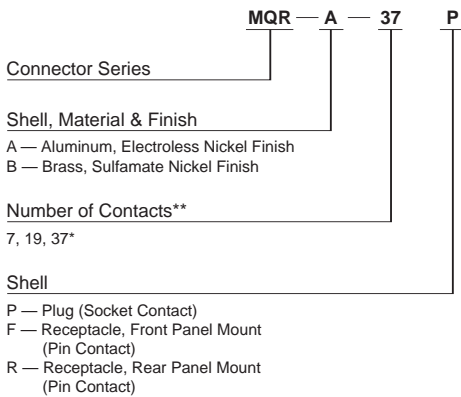 MQR — A — 37 P
Connector Series
Shell, Material & Finish
A — Aluminum, Electroless Nickel Finish
B — Brass, Sulfamate Nickel Finish
Number of Contacts**
7, 19, 37*
Shell
P — Plug (Socket Contact)
F — Receptacle, Front Panel Mount
(Pin Contact)
R — Receptacle, Rear Panel Mount
(Pin Contact)